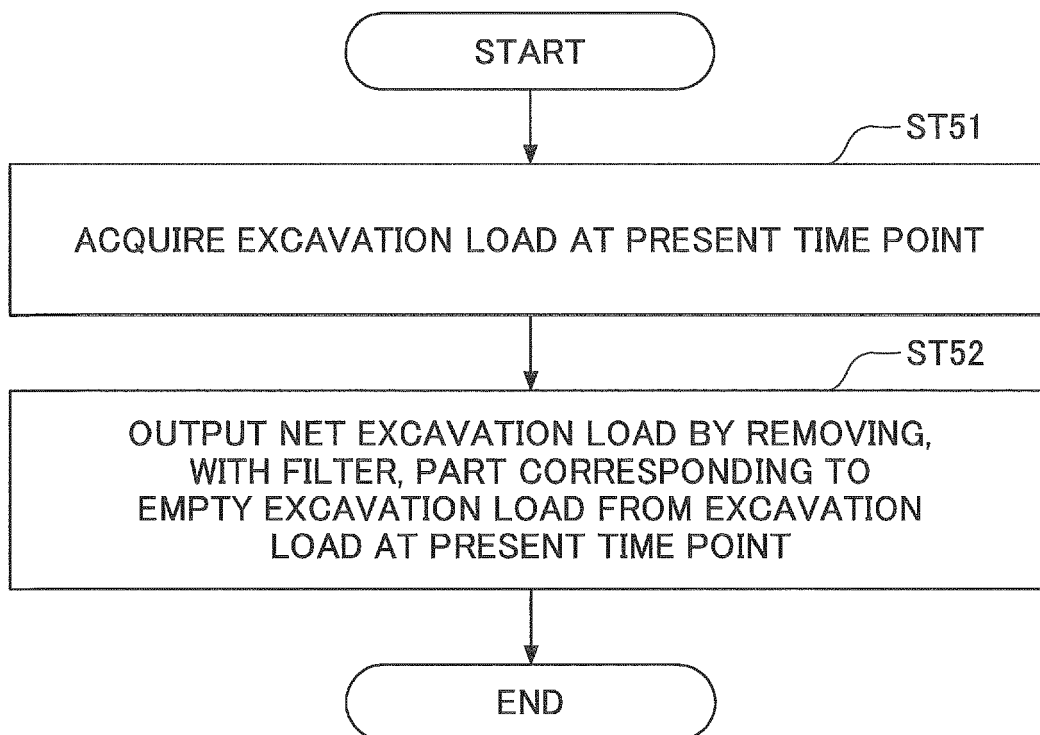 START
ST51
ACQUIRE EXCAVATION LOAD AT PRESENT TIME POINT
ST52
OUTPUT NET EXCAVATION LOAD BY REMOVING,
WITH FILTER, PART CORRESPONDING TO
EMPTY EXCAVATION LOAD FROM EXCAVATION
LOAD AT PRESENT TIME POINT
END